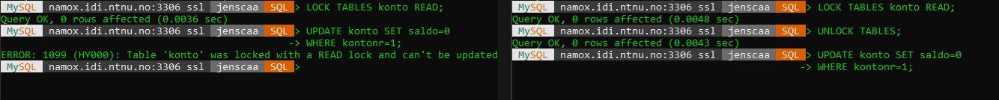 MySQL namox.idi.ntnu.no:3306 ssl jenscaa SQL> LOCK TABLES konto READ;
Query OK, 0 rows affected (0.0036 sec)
MySQL namox.idi.ntnu.no:3306 ssl jenscaa SQL> UPDATE konto SET saldo=0
-> WHERE kontonr=1;
ERROR: 1099 (HY000): Table 'konto' was locked with a READ lock and can't be updated
MySQL namox.idi.ntnu.no:3306 ssl jenscaa SQL>
MySQL namox.idi.ntnu.no:3306 ssl jenscaa SQL> LOCK TABLES konto READ;
Query OK, 0 rows affected (0.0048 sec)
MySQL namox.idi.ntnu.no:3306 ssl jenscaa SQL> UNLOCK TABLES;
Query OK, 0 rows affected (0.0043 sec)
MySQL namox.idi.ntnu.no:3306 ssl jenscaa SQL> UPDATE konto SET saldo=0
-> WHERE kontonr=1;